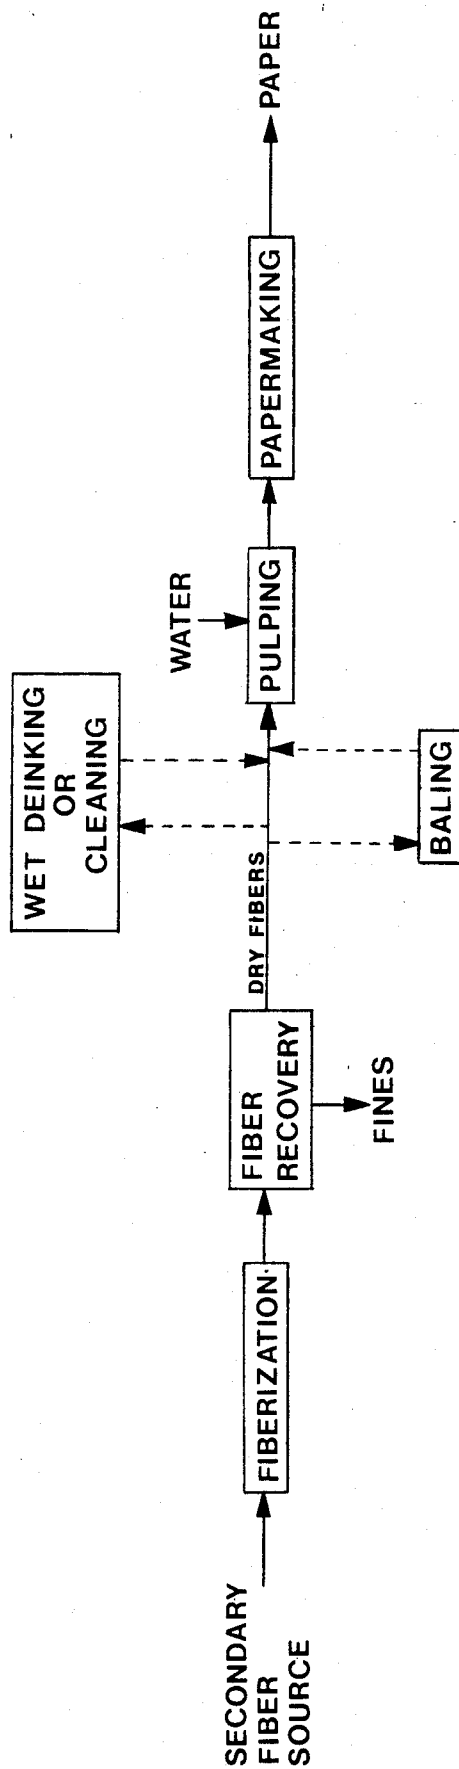 SECONDARY
FIBER
SOURCE
FIBERIZATION
FIBER
RECOVERY
FINES
DRY FIBERS
WET DEINKING
OR
CLEANING
BALING
WATER
PULPING
PAPERMAKING
PAPER